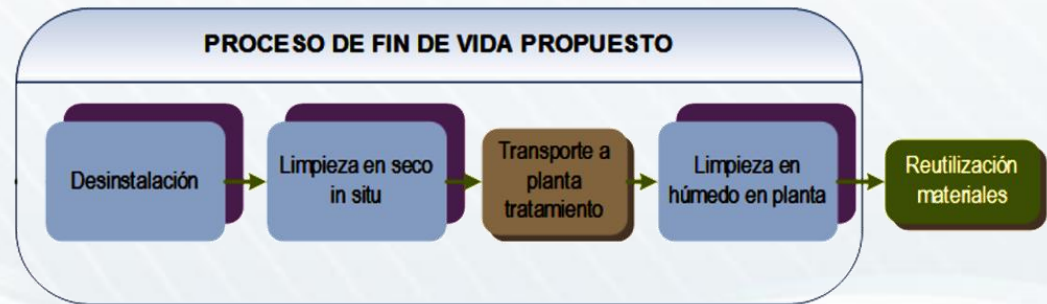 PROCESO DE FIN DE VIDA PROPUESTO
Desinstalación
Limpieza en seco
in situ
Transporte a
planta
tratamiento
Limpieza en
húmedo en planta
Reutilización
materiales